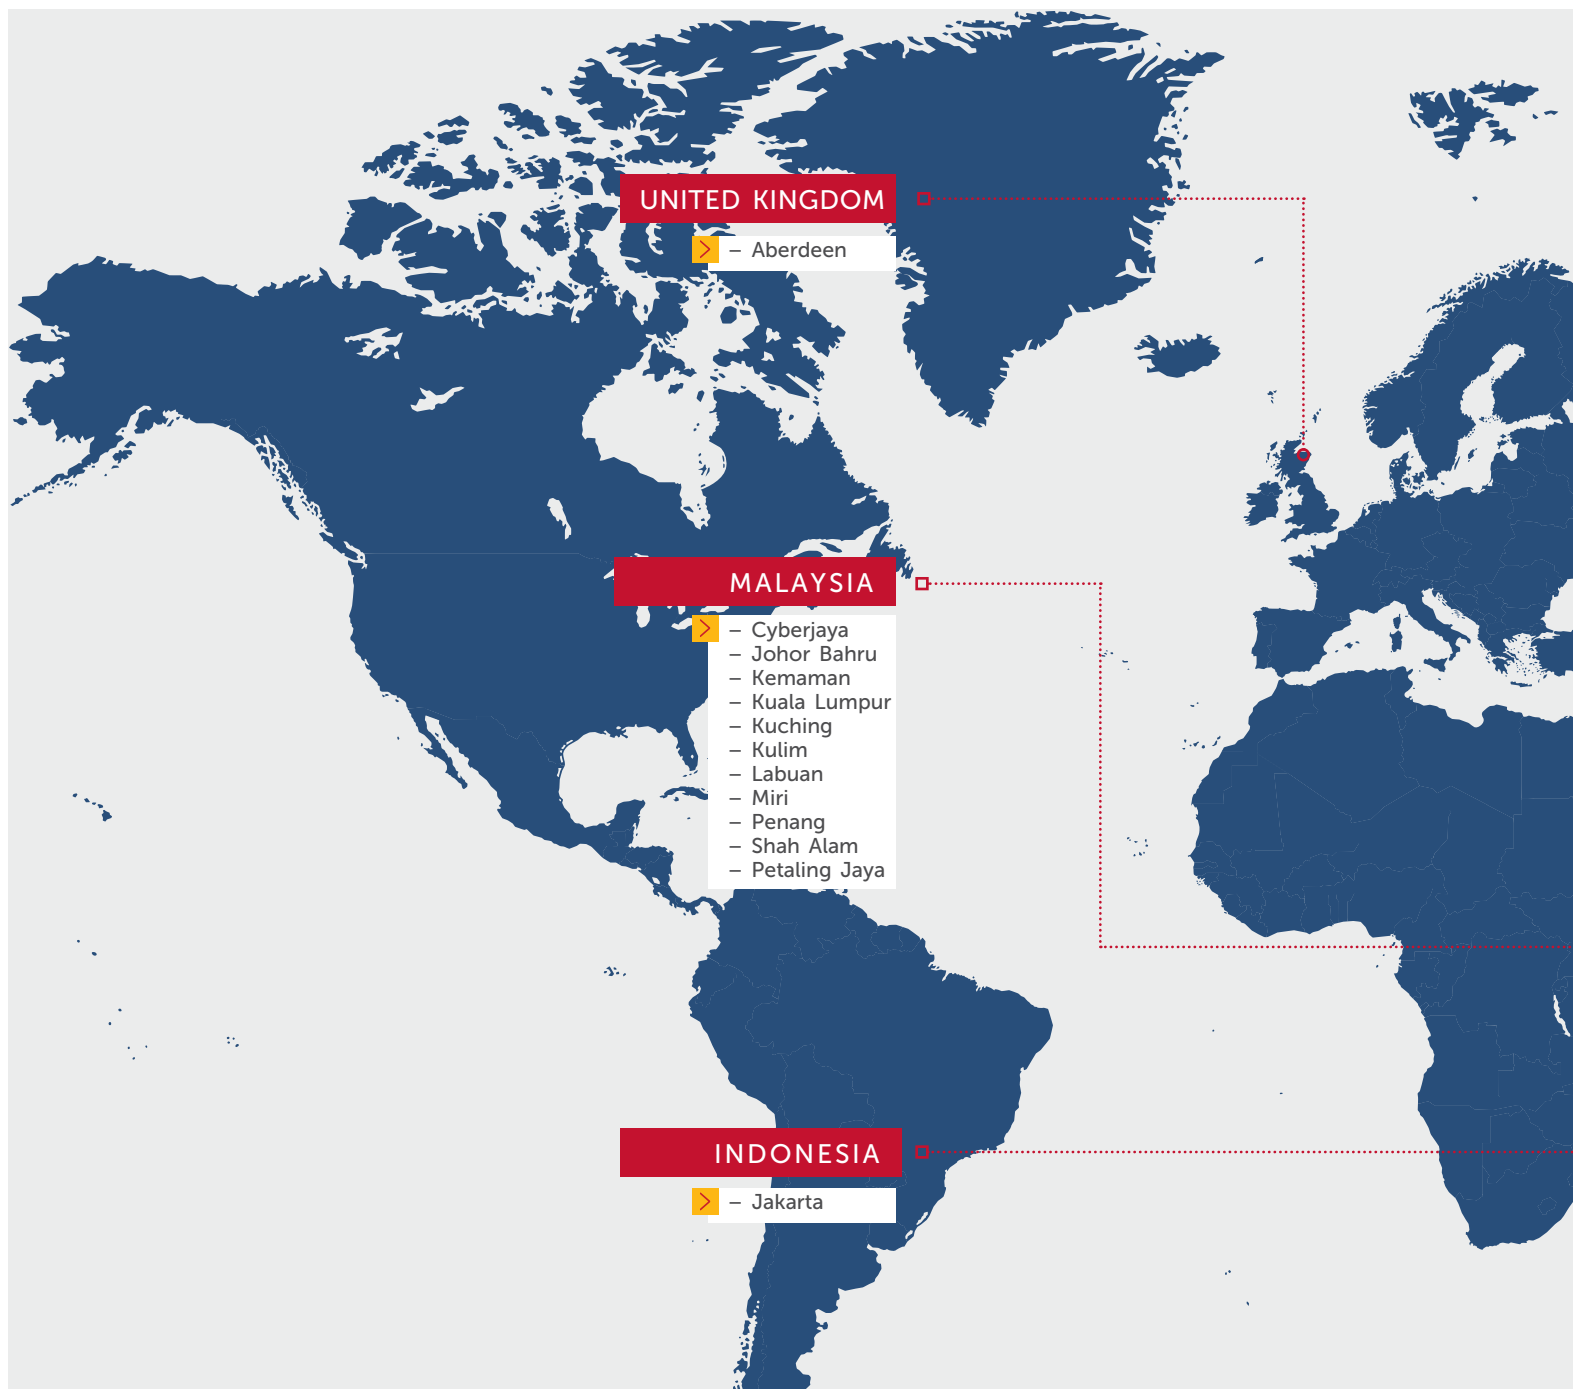 UNITED KINGDOM
– Aberdeen
MALAYSIA
– Cyberjaya
– Johor Bahru
– Kemaman
– Kuala Lumpur
– Kuching
– Kulim
– Labuan
– Miri
– Penang
– Shah Alam
– Petaling Jaya
INDONESIA
– Jakarta